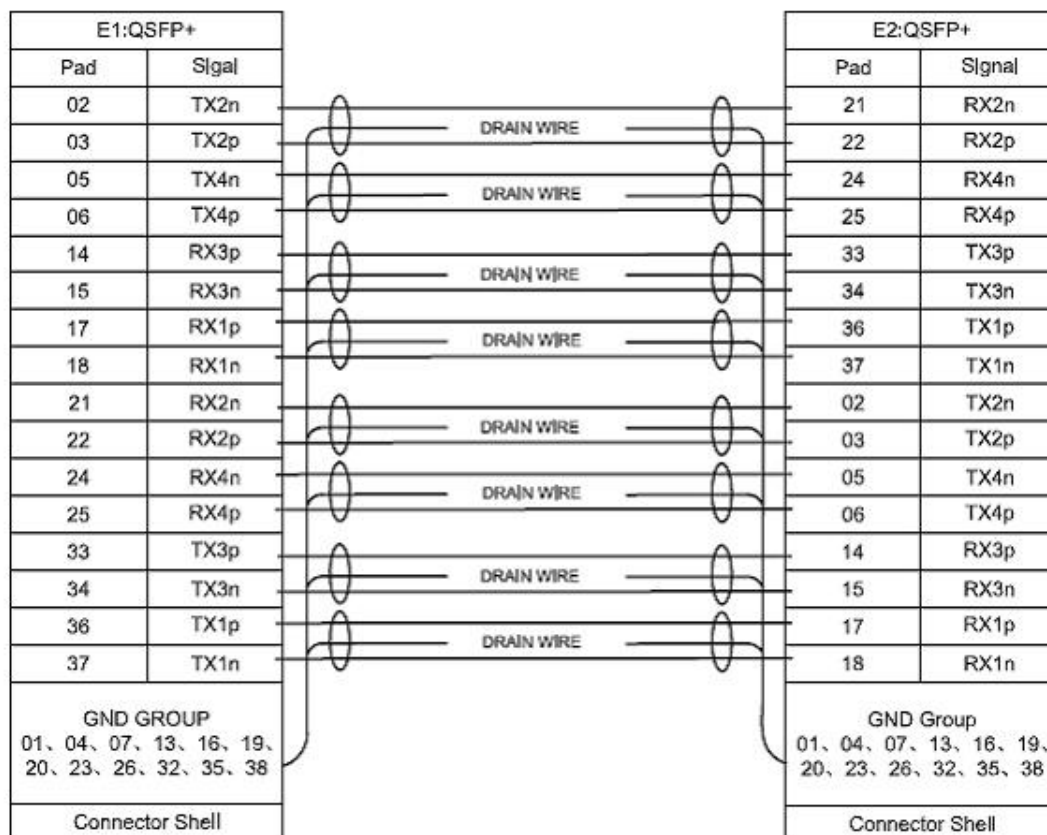 E1:QSFP+ E2:QSFP+
Pad Sigal Pad Signal
02 TX2n 21 RX2n
DRAIN WIRE
03 TX2p 22 RX2p
05 TX4n 24 RX4n
DRAIN WIRE
06 TX4p 25 RX4p
14 RX3p 33 TX3p
DRAIN WIRE
15 RX3n 34 TX3n
17 RX1p 36 TX1p
DRAIN WIRE
18 RX1n 37 TX1n
21 RX2n 02 TX2n
DRAIN WIRE
22 RX2p 03 TX2p
24 RX4n 05 TX4n
DRAIN WIRE
25 RX4p 06 TX4p
33 TX3p 14 RX3p
DRAIN WIRE
34 TX3n 15 RX3n
36 TX1p 17 RX1p
DRAIN WIRE
37 TX1n 18 RX1n
GND GROUP
01、04、07、13、16、19、
20、23、26、32、35、38
GND Group
01、04、07、13、16、19、
20、23、26、32、35、38
Connector Shell Connector Shell